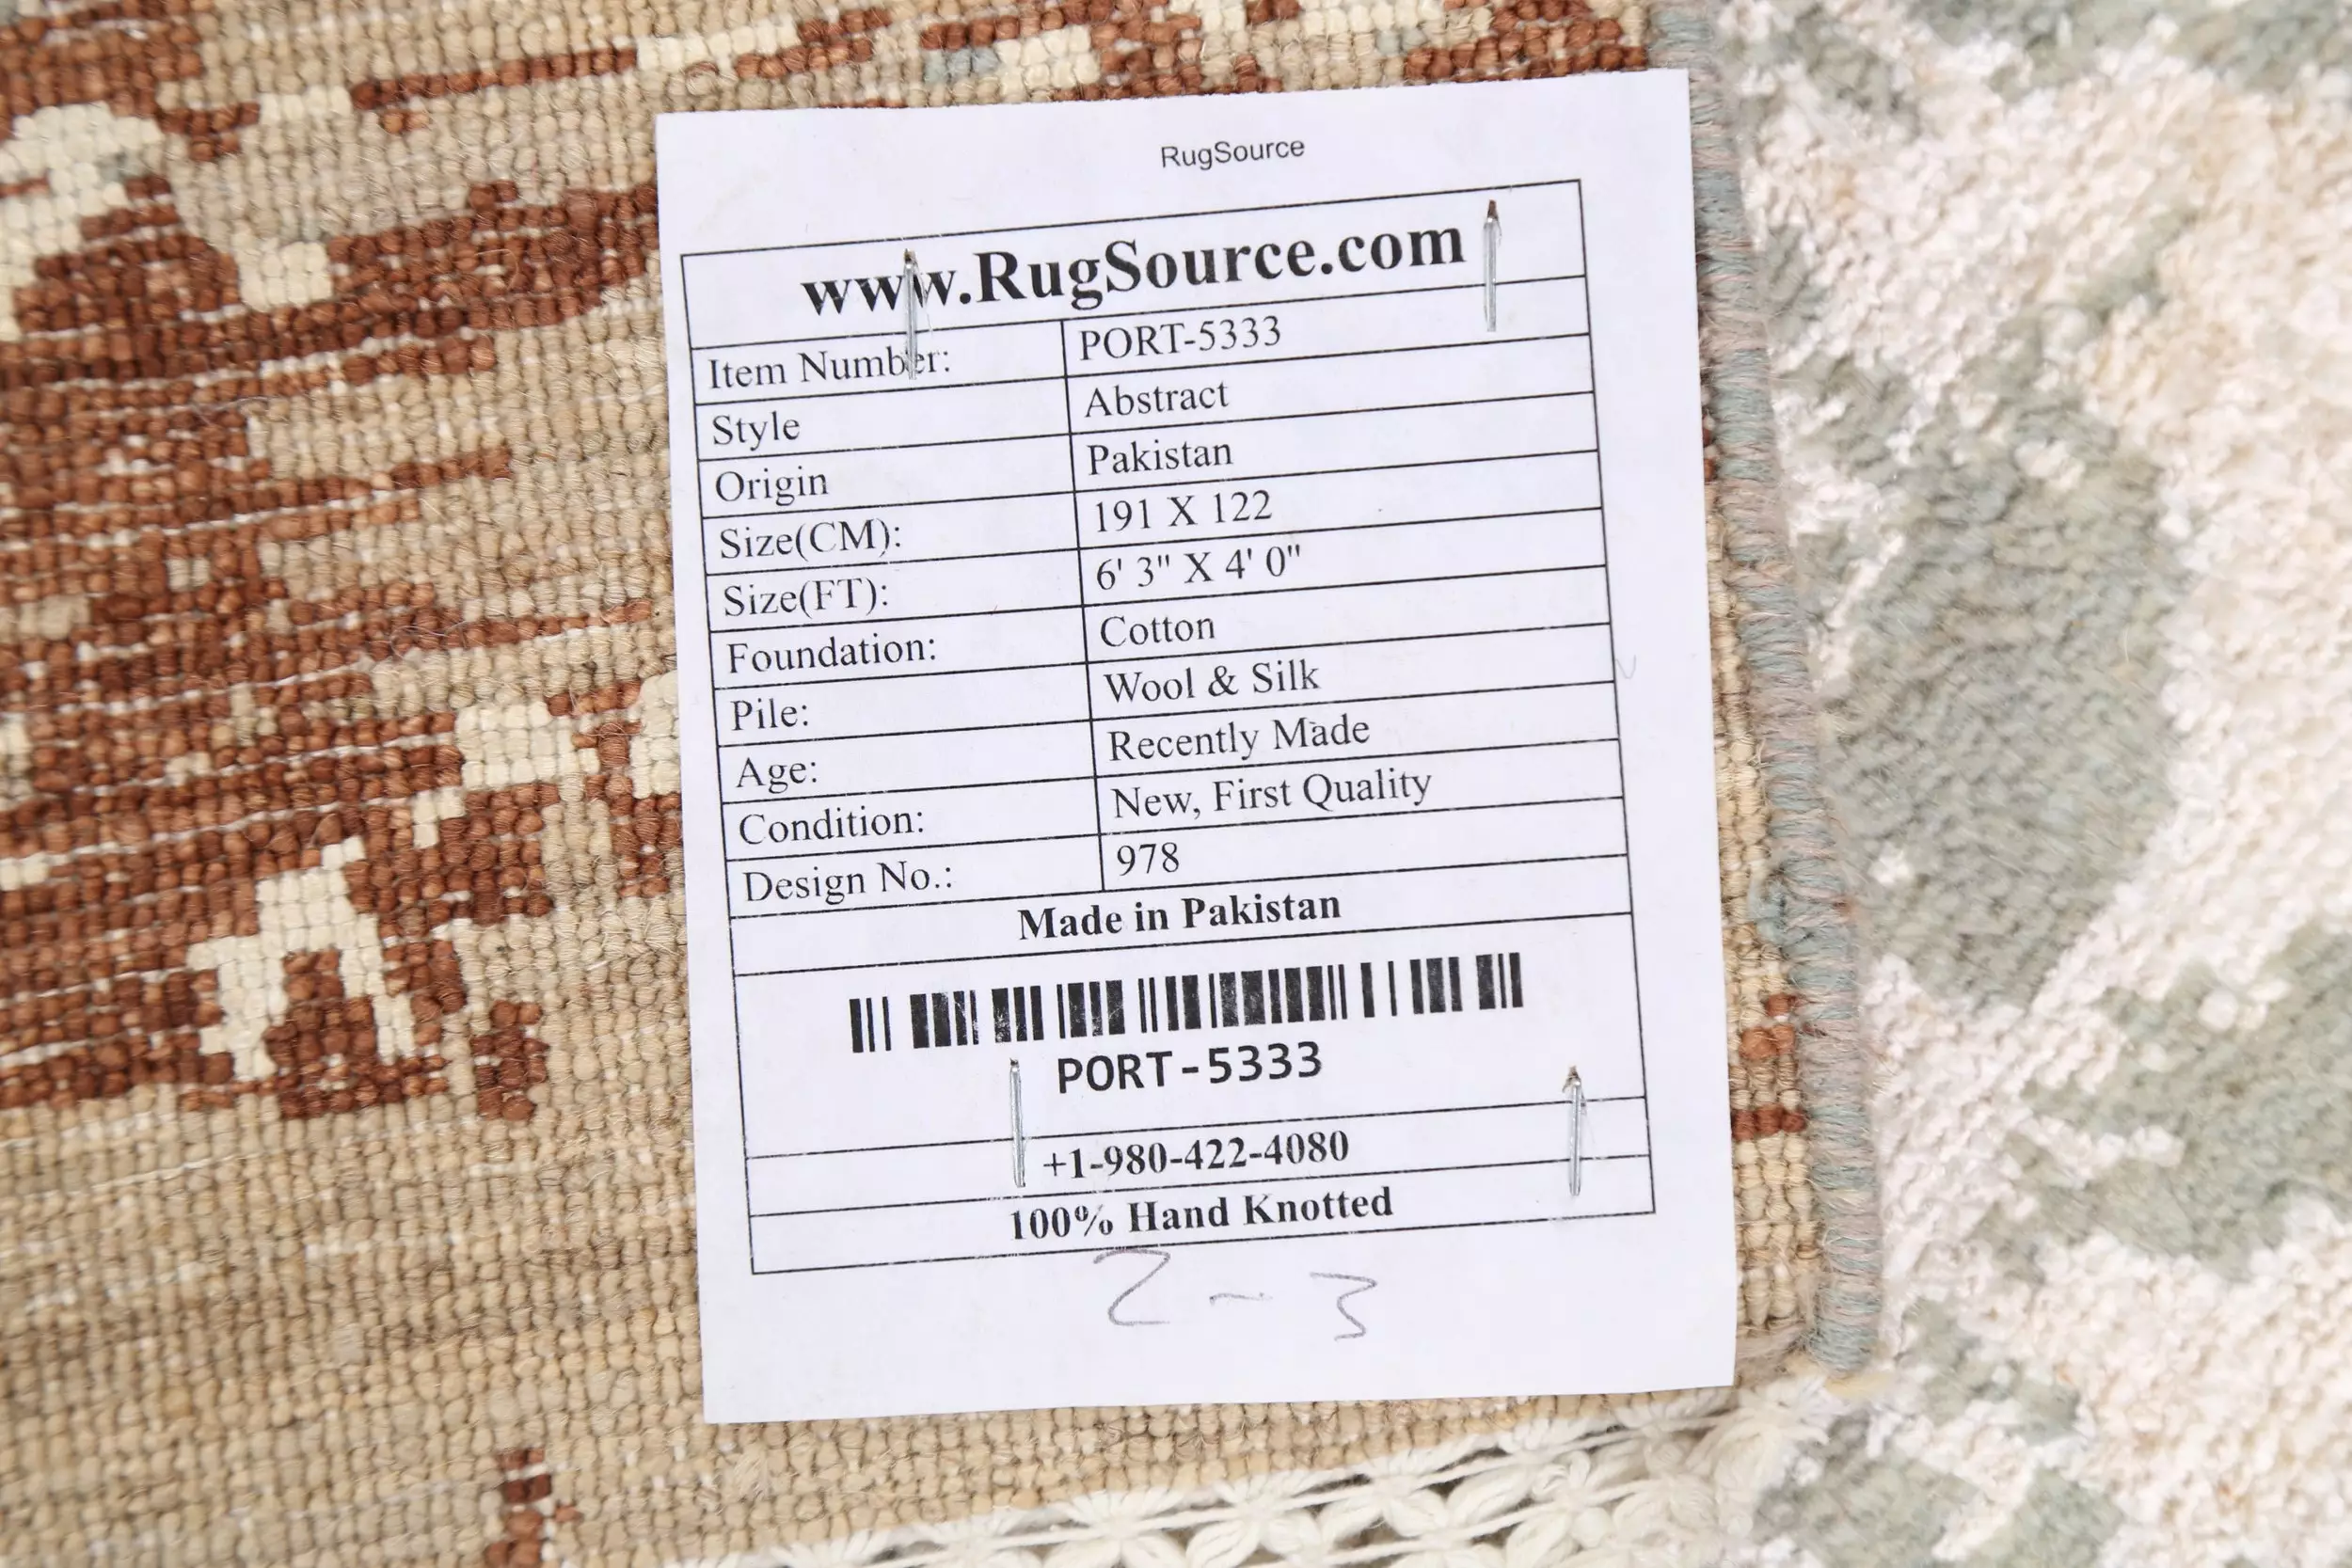 RugSource
www.RugSource.com
Item Number: PORT-5333
Style Abstract
Origin Pakistan
Size(CM): 191 X 122
Size(FT): 6' 3" X 4' 0"
Foundation: Cotton
Pile: Wool & Silk
Age: Recently Made
Condition: New, First Quality
Design No.: 978
Made in Pakistan
PORT-5333
+1-980-422-4080
100% Hand Knotted
2-3